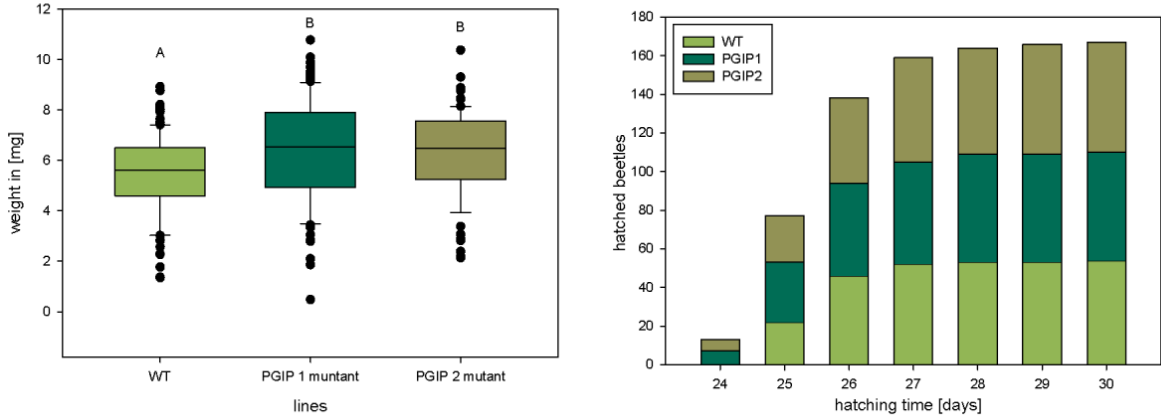 weight in [mg]
12
10
8
6
4
2
0
A
B
B
WT
PGIP 1 muntant
PGIP 2 mutant
lines
hatched beetles
180
160
140
120
100
80
60
40
20
0
WT
PGIP1
PGIP2
24 25 26 27 28 29 30
hatching time [days]